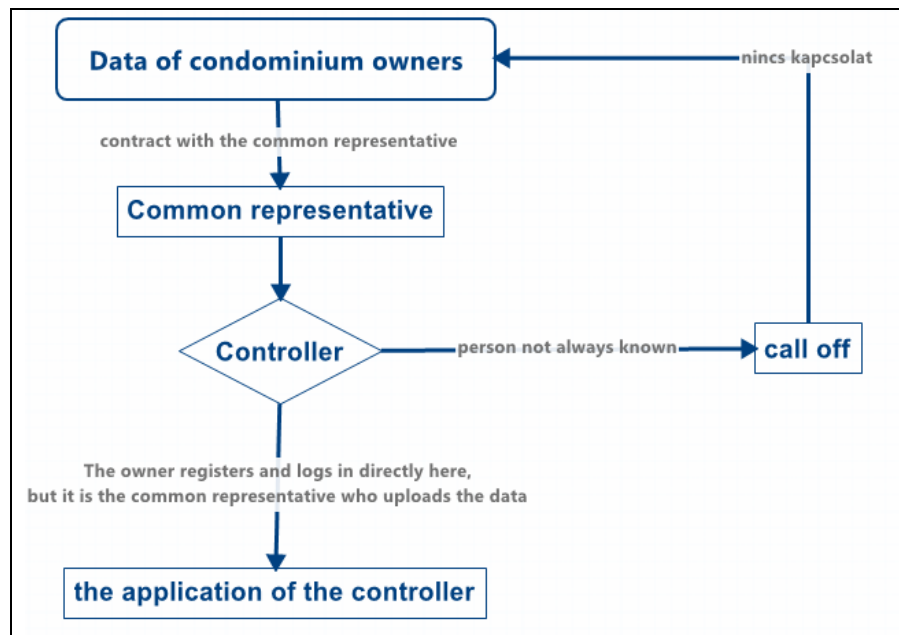 Data of condominium owners
nincs kapcsolat
contract with the common representative
Common representative
Controller
person not always known
call off
The owner registers and logs in directly here,
but it is the common representative who uploads the data
the application of the controller